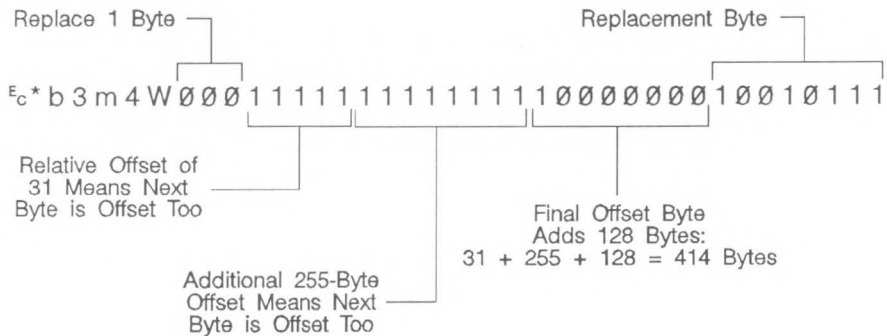 Replace 1 Byte
Replacement Byte
Ec*b3m4WØØØ11111111111111ØØØØØØØ1ØØ1Ø111
Relative Offset of
31 Means Next
Byte is Offset Too
Final Offset Byte
Adds 128 Bytes:
31 + 255 + 128 = 414 Bytes
Additional 255-Byte
Offset Means Next
Byte is Offset Too